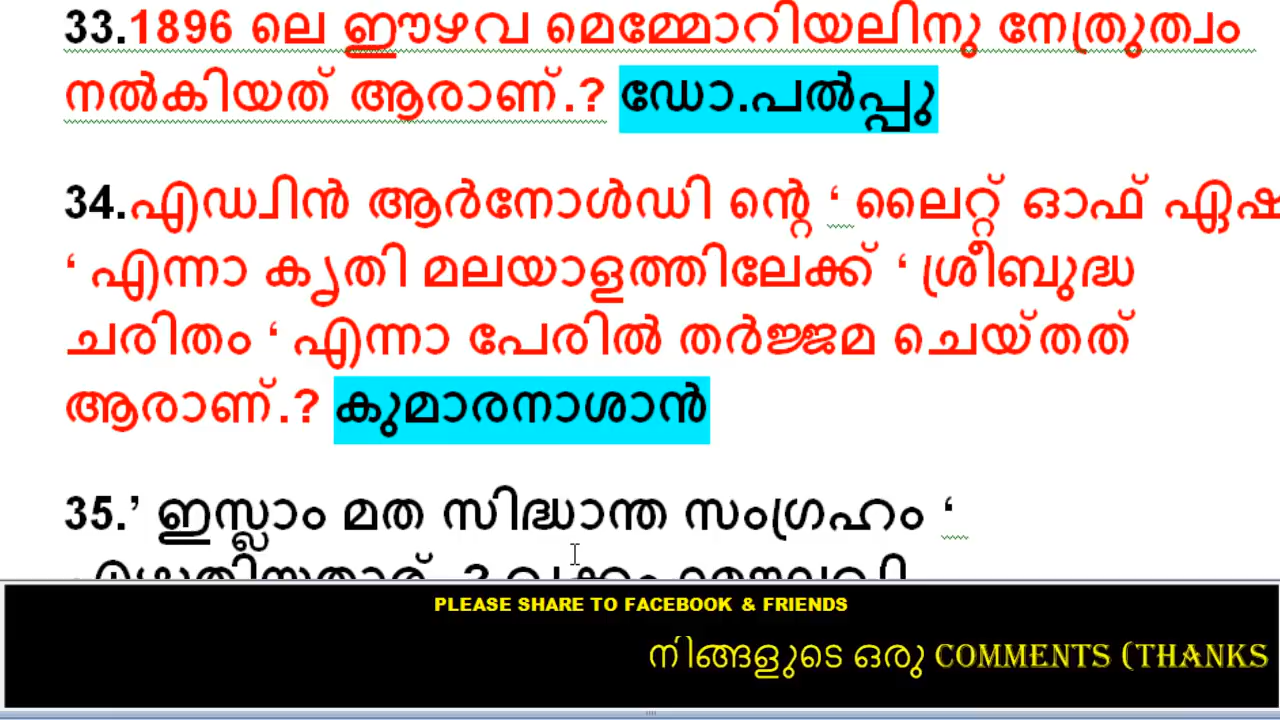 33.1896 ലെ ഈഴവ മെമ്മോറിയലിനു നേത്രുത്വം
നൽകിയത് ആരാണ്.? ഡോ.പൽപ്പു
34.എഡ്വിൻ ആർനോൾഡി ന്റെ ‘ ലൈറ്റ് ഓഫ് ഏഷ
‘ എന്നാ കൃതി മലയാളത്തിലേക്ക് ‘ ശ്രീബുദ്ധ
ചരിതം ‘ എന്നാ പേരിൽ തർജ്ജമ ചെയ്തത്
ആരാണ്.? കുമാരനാശാൻ
35.’ ഇസ്ലാം മത സിദ്ധാന്ത സംഗ്രഹം ‘
PLEASE SHARE TO FACEBOOK & FRIENDS
നിങ്ങളുടെ ഒരു COMMENTS (THANKS